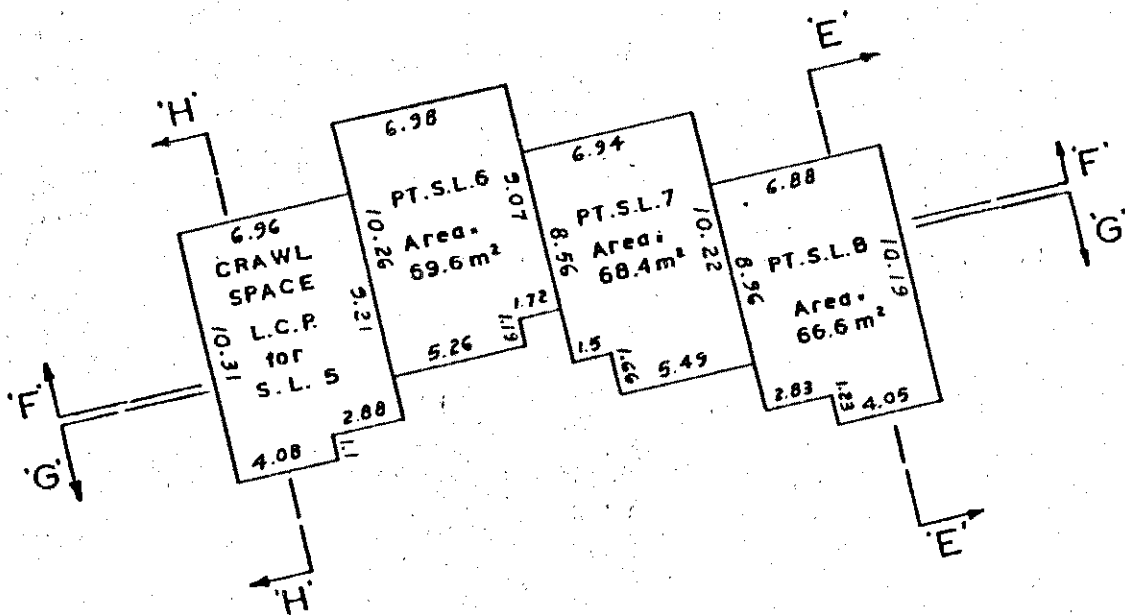 'E'
'H'
6.98
6.94
'F'
6.88
PT.S.L.6
9.07
PT.S.L.7
'G'
6.96
10.26
Area:
69.6 m²
8.56
Area:
68.4 m²
10.22
PT.S.L.8
10.19
CRAWL
SPACE
9.21
8.96
Area:
66.6 m²
L.C.P.
for
S.L. 5
10.31
1.72
1.19
5.26
1.5
1.66
5.49
'F'
2.88
2.83
1.23
4.05
'G'
4.08
1.1
'E'
'H'